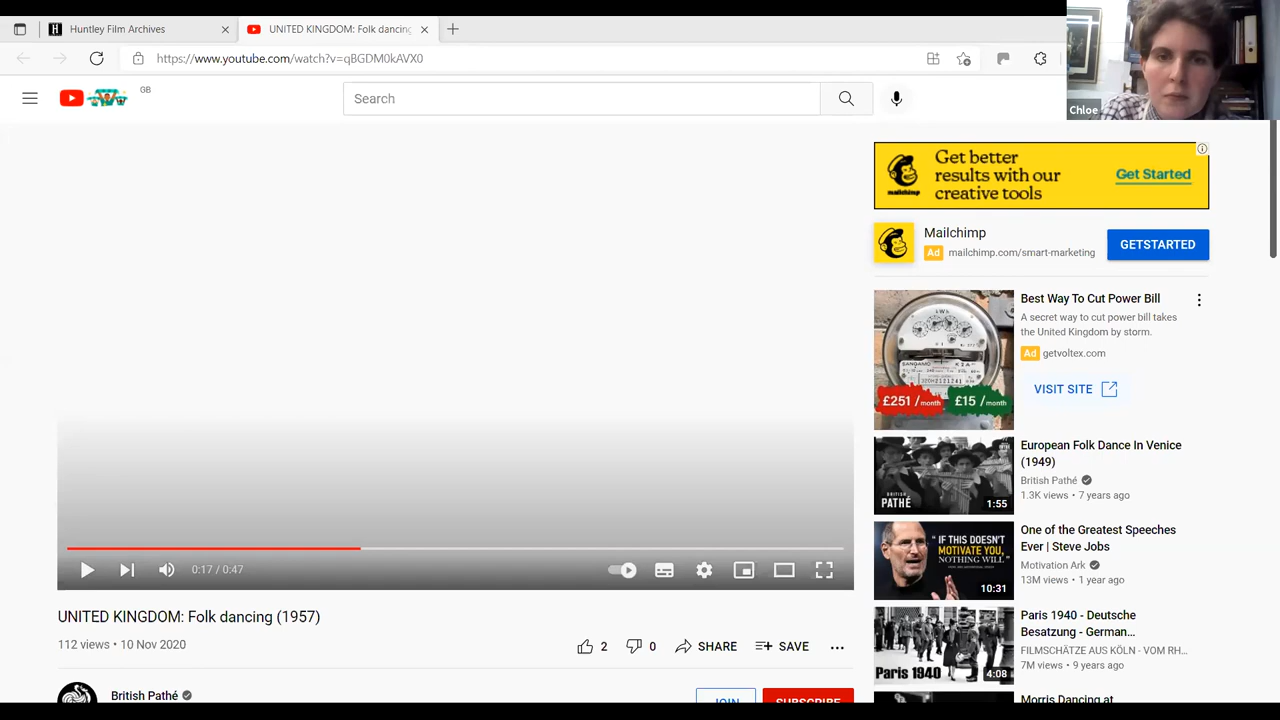 Huntley Film Archives
UNITED KINGDOM: Folk dancing
https://www.youtube.com/watch?v=qBGDM0kAVX0
GB
Search
Chloe
Get better
results with our
creative tools
Get Started
mailchimp
Mailchimp
Ad mailchimp.com/smart-marketing
GETSTARTED
Best Way To Cut Power Bill
A secret way to cut power bill takes
the United Kingdom by storm.
Ad getvoltex.com
VISIT SITE
£251 /month £15 /month
European Folk Dance In Venice
(1949)
British Pathé
1.3K views • 7 years ago
BRITISH
PATHÉ
1:55
One of the Greatest Speeches
Ever | Steve Jobs
Motivation Ark
13M views • 1 year ago
"IF THIS DOESN'T
MOTIVATE YOU,
NOTHING WILL"
10:31
Paris 1940 - Deutsche
Besatzung - German...
FILMSCHÄTZE AUS KÖLN - VOM RH...
7M views • 9 years ago
Paris 1940
4:08
Morris Dancing at
0:17 / 0:47
UNITED KINGDOM: Folk dancing (1957)
112 views • 10 Nov 2020
2 0 SHARE SAVE
British Pathé
JOIN SUBSCRIBE